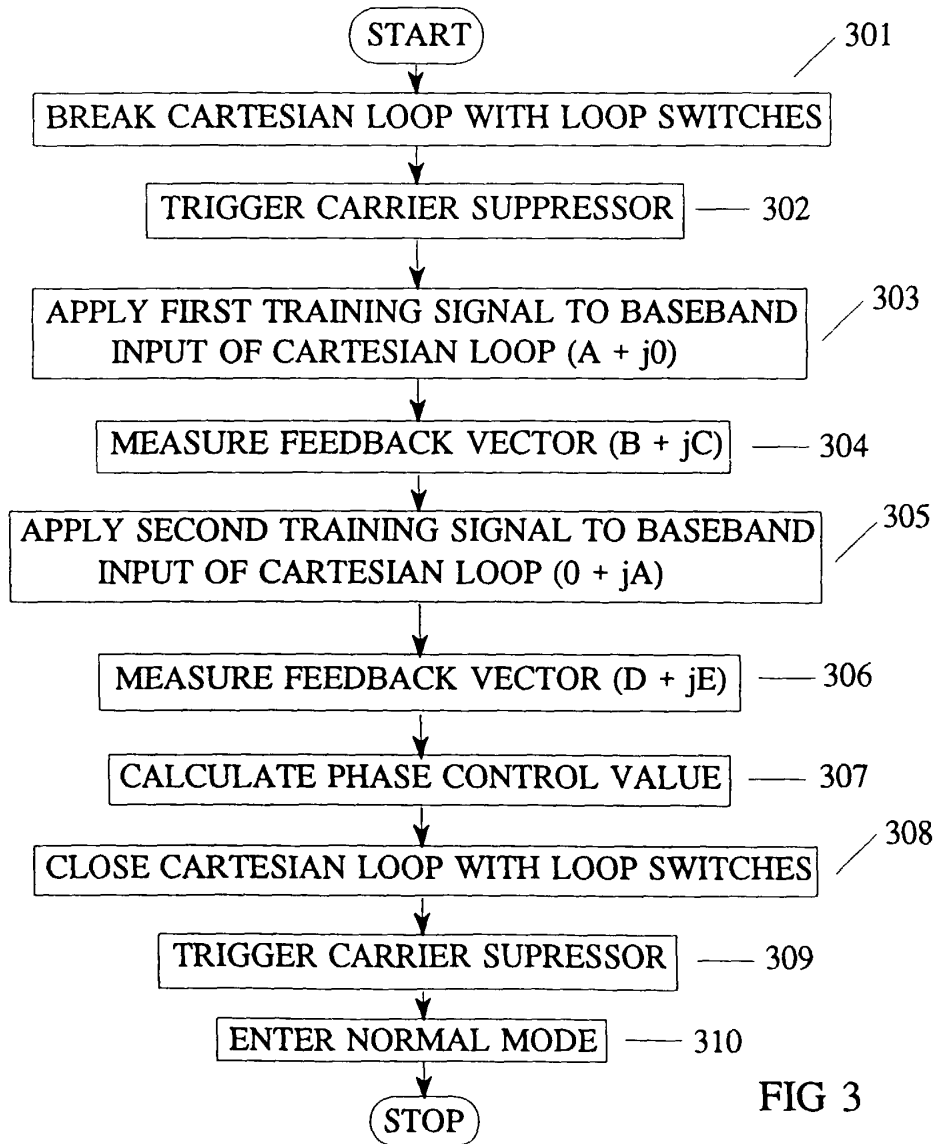 START
301
BREAK CARTESIAN LOOP WITH LOOP SWITCHES
TRIGGER CARRIER SUPPRESSOR
302
303
APPLY FIRST TRAINING SIGNAL TO BASEBAND
INPUT OF CARTESIAN LOOP (A + j0)
MEASURE FEEDBACK VECTOR (B + jC)
304
305
APPLY SECOND TRAINING SIGNAL TO BASEBAND
INPUT OF CARTESIAN LOOP (0 + jA)
MEASURE FEEDBACK VECTOR (D + jE)
306
CALCULATE PHASE CONTROL VALUE
307
308
CLOSE CARTESIAN LOOP WITH LOOP SWITCHES
TRIGGER CARRIER SUPRESSOR
309
ENTER NORMAL MODE
310
STOP
FIG 3